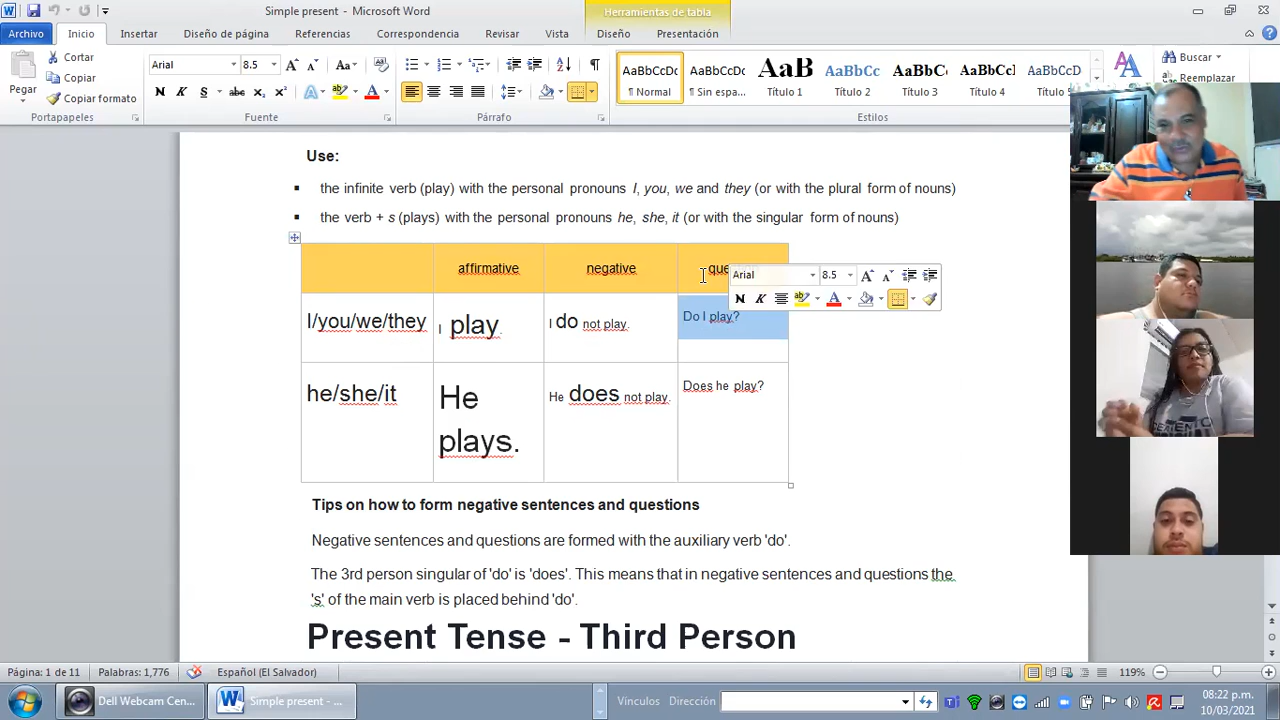 Simple present - Microsoft Word
Herramientas de tabla
Archivo Inicio Insertar Diseño de página Referencias Correspondencia Revisar Vista Diseño Presentación
Cortar
Copiar
Copiar formato
Pegar
Portapapeles
Arial 8.5 Aa
N K S abc x₂ x² A A
Fuente
Párrafo
AaBbCcDc AaBbCcDc AaB AaBbCc AaBbCc AaBbCc AaBbCcD
¶ Normal ¶ Sin espa... Título 1 Título 2 Título 3 Título 4 Título 5
Estilos
Buscar
Reemplazar
Use:
▪ the infinite verb (play) with the personal pronouns I, you, we and they (or with the plural form of nouns)
▪ the verb + s (plays) with the personal pronouns he, she, it (or with the singular form of nouns)
affirmative negative que
Arial 8.5
N K A
I/you/we/they I play. I do not play. Do I play?
he/she/it He plays. He does not play. Does he play?
Tips on how to form negative sentences and questions
Negative sentences and questions are formed with the auxiliary verb 'do'.
The 3rd person singular of 'do' is 'does'. This means that in negative sentences and questions the
's' of the main verb is placed behind 'do'.
Present Tense - Third Person
Página: 1 de 11 Palabras: 1,776 Español (El Salvador) 119%
Dell Webcam Cen... Simple present - ... Vínculos Dirección
08:22 p.m.
10/03/2021